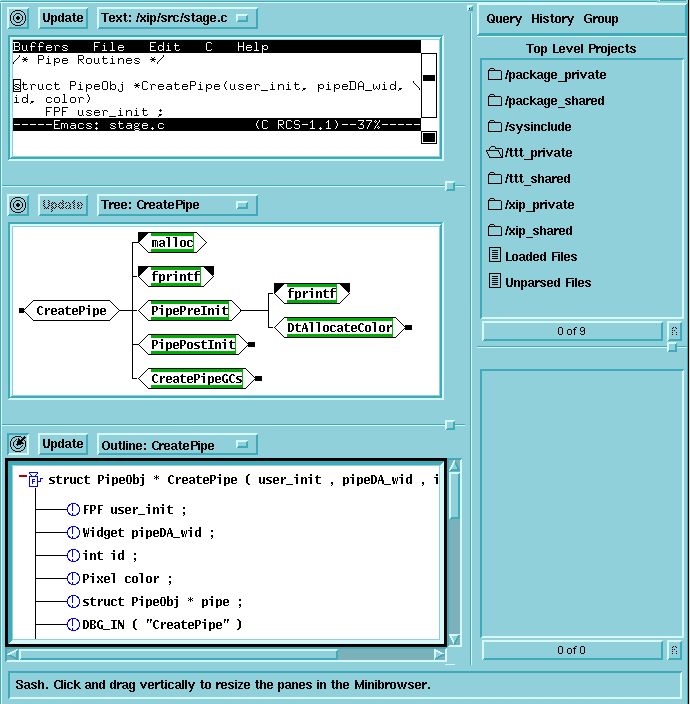 Update Text: /xip/src/stage.c
Buffers File Edit C Help
/* Pipe Routines */
struct PipeObj *CreatePipe(user_init, pipeDA_wid, \
id, color)
FPF user_init ;
-----Emacs: stage.c (C RCS-1.1)--37%-----
Update Tree: CreatePipe
malloc
fprintf
CreatePipe PipePreInit
fprintf
DtAllocateColor
PipePostInit
CreatePipeGCs
Update Outline: CreatePipe
F struct PipeObj * CreatePipe ( user_init , pipeDA_wid , i
FPF user_init ;
Widget pipeDA_wid ;
int id ;
Pixel color ;
struct PipeObj * pipe ;
DBG_IN ( "CreatePipe" )
Query History Group
Top Level Projects
/package_private
/package_shared
/sysinclude
/ttt_private
/ttt_shared
/xip_private
/xip_shared
Loaded Files
Unparsed Files
0 of 9
0 of 0
Sash. Click and drag vertically to resize the panes in the Minibrowser.